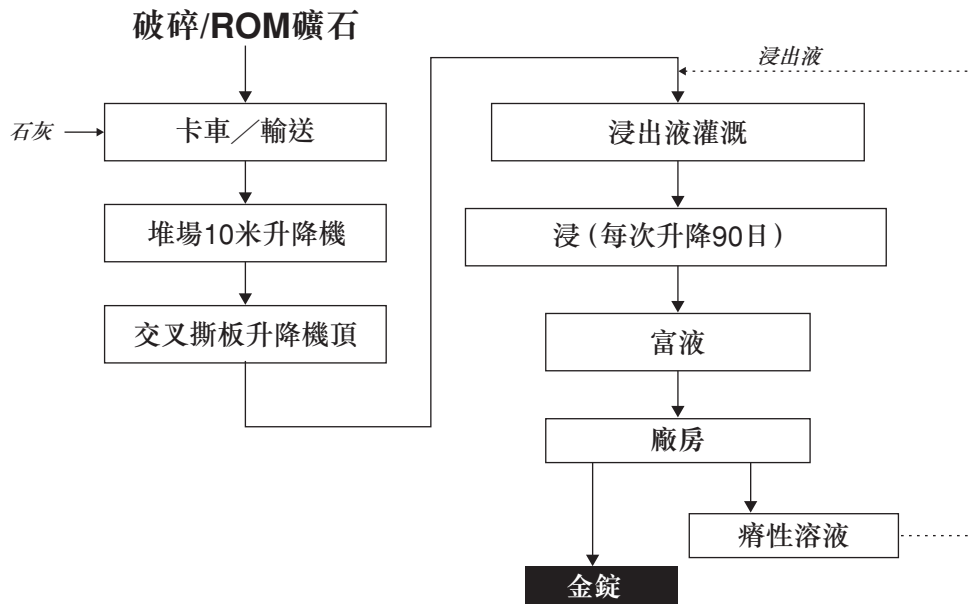 破碎/ROM礦石
石灰
卡車／輸送
堆場10米升降機
交叉撕板升降機頂
浸出液
浸出液灌溉
浸（每次升降90日）
富液
廠房
瘠性溶液
金錠